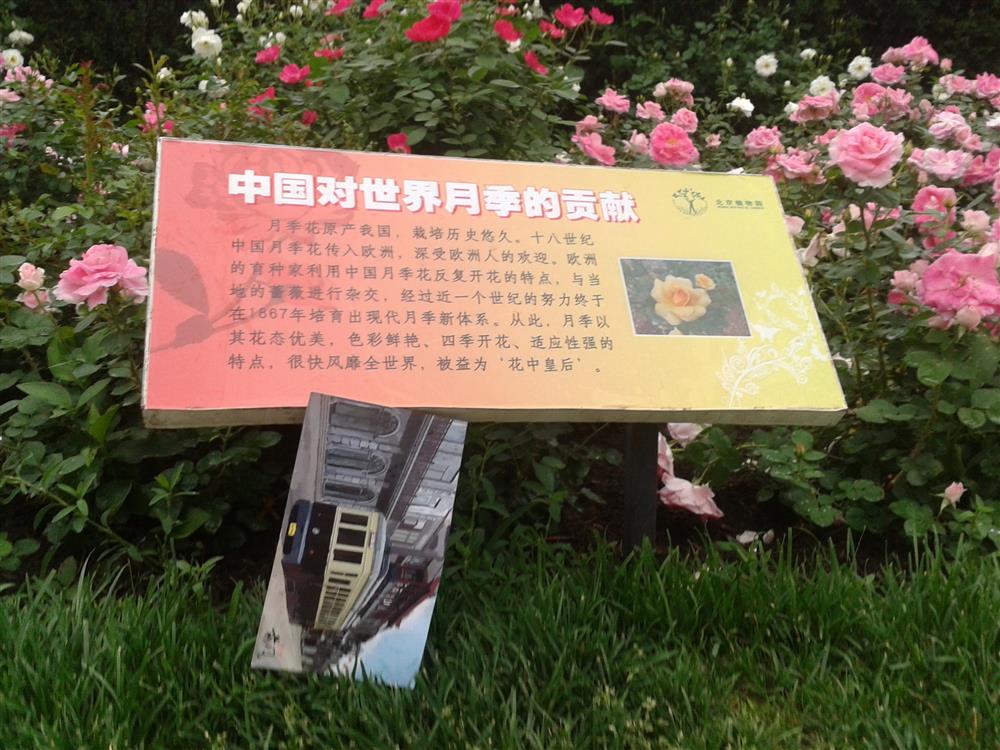 中国对世界月季的贡献
北京植物园
月季花原产我国，栽培历史悠久。十八世纪
中国月季花传入欧洲，深受欧洲人的欢迎。欧洲
的育种家利用中国月季花反复开花的特点，与当
地的蔷薇进行杂交，经过近一个世纪的努力终于
在1867年培育出现代月季新体系。从此，月季以
其花态优美，色彩鲜艳、四季开花、适应性强的
特点，很快风靡全世界，被益为‘花中皇后’。